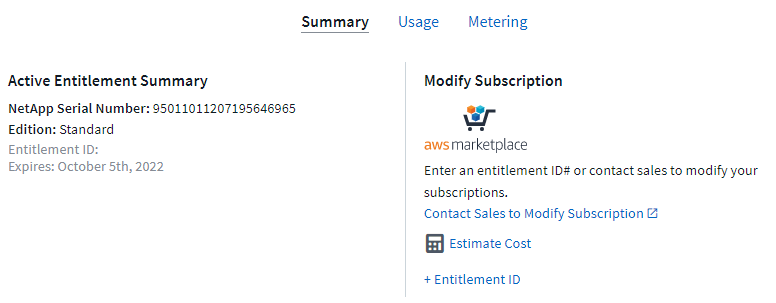 Summary Usage Metering
Active Entitlement Summary
NetApp Serial Number: 95011011207195646965
Edition: Standard
Entitlement ID:
Expires: October 5th, 2022
Modify Subscription
aws marketplace
Enter an entitlement ID# or contact sales to modify your
subscriptions.
Contact Sales to Modify Subscription
Estimate Cost
+ Entitlement ID